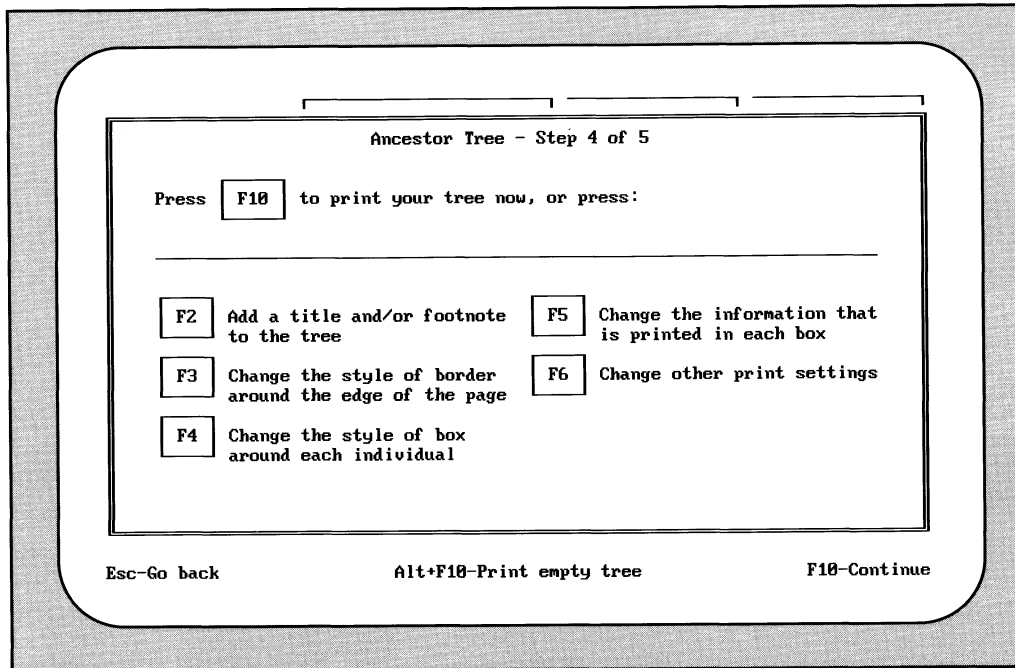 Ancestor Tree - Step 4 of 5
Press F10 to print your tree now, or press:
F2 Add a title and/or footnote
to the tree
F3 Change the style of border
around the edge of the page
F4 Change the style of box
around each individual
F5 Change the information that
is printed in each box
F6 Change other print settings
Esc-Go back Alt+F10-Print empty tree F10-Continue